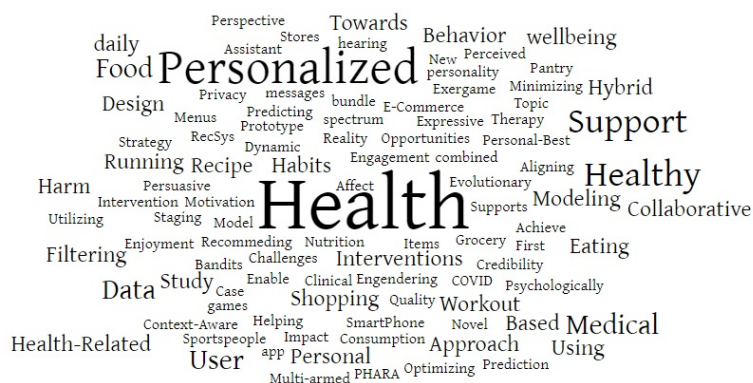 Perspective Towards
daily Stores hearing Behavior wellbeing
Assistant New Perceived
Food Personalized personality Pantry
Exergame Minimizing Hybrid
Design Privacy messages bundle E-Commerce Topic
Menus Predicting spectrum Expressive Therapy Support
Prototype
Strategy RecSys Dynamic Reality Opportunities Personal-Best
Running Recipe Habits Engagement combined Aligning Healthy
Harm Persuasive Health Affect Evolutionary
Intervention Motivation Supports Modeling Collaborative
Utilizing Staging Model Achieve
Filtering Enjoyment Recommeding Nutrition Items Grocery First Eating
Bandits Challenges Interventions Credibility
Data Study Case Enable Clinical Engendering COVID Psychologically
games Shopping Quality Workout
Context-Aware Helping SmartPhone Novel Based Medical
Health-Related Sportspeople Impact Consumption Approach Using
User app Personal Optimizing Prediction
Multi-armed PHARA